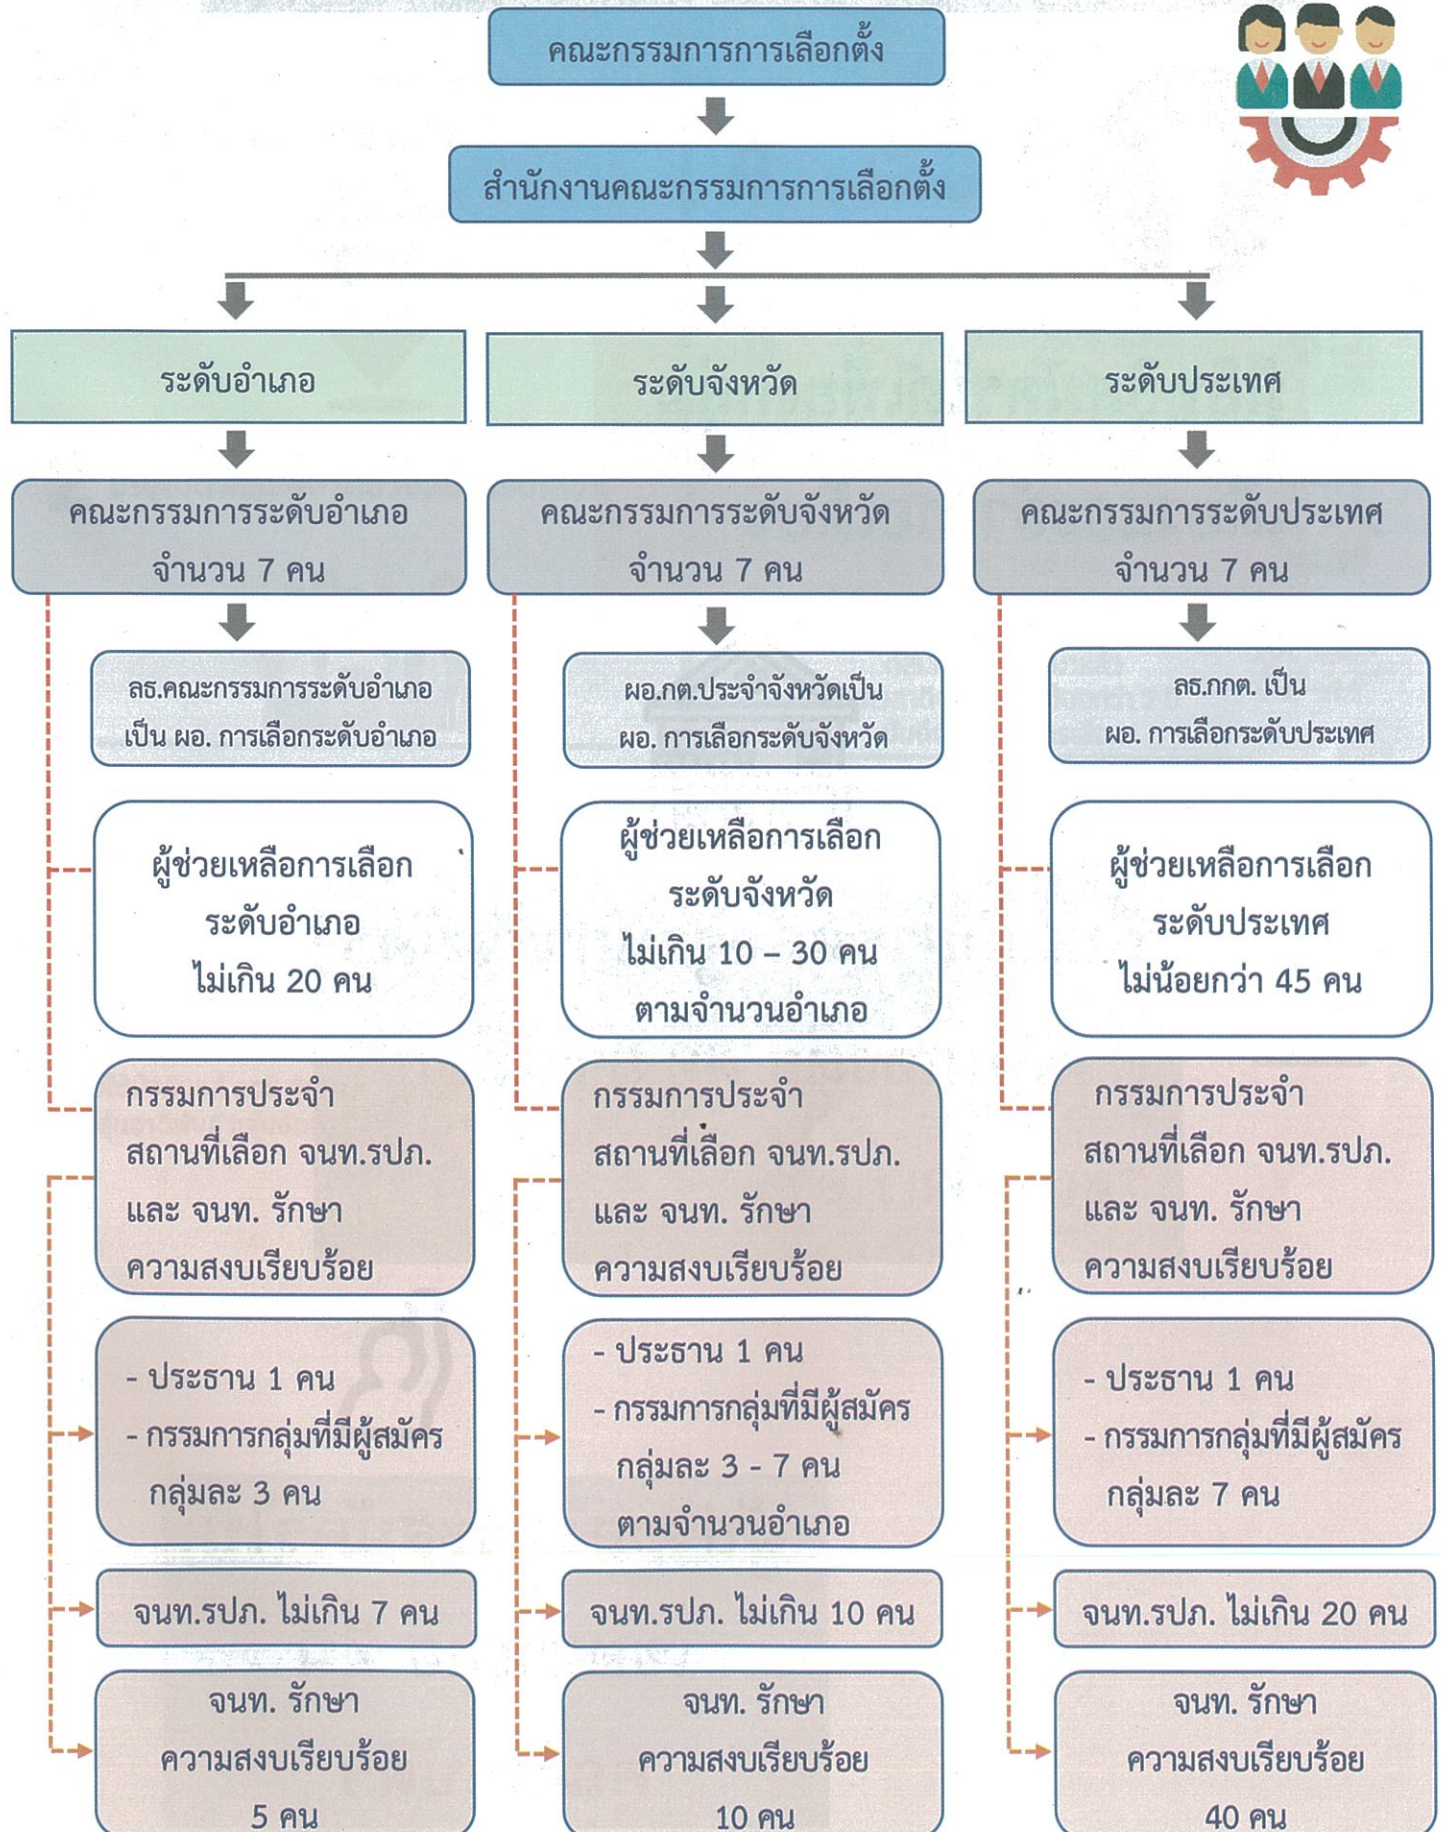 คณะกรรมการการเลือกตั้ง
สำนักงานคณะกรรมการการเลือกตั้ง
ระดับอำเภอ
คณะกรรมการระดับอำเภอ
จำนวน 7 คน
ลธ.คณะกรรมการระดับอำเภอ
เป็น ผอ. การเลือกระดับอำเภอ
ผู้ช่วยเหลือการเลือก
ระดับอำเภอ
ไม่เกิน 20 คน
กรรมการประจำ
สถานที่เลือก จนท.รปภ.
และ จนท. รักษา
ความสงบเรียบร้อย
- ประธาน 1 คน
- กรรมการกลุ่มที่มีผู้สมัคร
กลุ่มละ 3 คน
จนท.รปภ. ไม่เกิน 7 คน
จนท. รักษา
ความสงบเรียบร้อย
5 คน
ระดับจังหวัด
คณะกรรมการระดับจังหวัด
จำนวน 7 คน
ผอ.กต.ประจำจังหวัดเป็น
ผอ. การเลือกระดับจังหวัด
ผู้ช่วยเหลือการเลือก
ระดับจังหวัด
ไม่เกิน 10 – 30 คน
ตามจำนวนอำเภอ
กรรมการประจำ
สถานที่เลือก จนท.รปภ.
และ จนท. รักษา
ความสงบเรียบร้อย
- ประธาน 1 คน
- กรรมการกลุ่มที่มีผู้สมัคร
กลุ่มละ 3 - 7 คน
ตามจำนวนอำเภอ
จนท.รปภ. ไม่เกิน 10 คน
จนท. รักษา
ความสงบเรียบร้อย
10 คน
ระดับประเทศ
คณะกรรมการระดับประเทศ
จำนวน 7 คน
ลธ.กกต. เป็น
ผอ. การเลือกระดับประเทศ
ผู้ช่วยเหลือการเลือก
ระดับประเทศ
ไม่น้อยกว่า 45 คน
กรรมการประจำ
สถานที่เลือก จนท.รปภ.
และ จนท. รักษา
ความสงบเรียบร้อย
- ประธาน 1 คน
- กรรมการกลุ่มที่มีผู้สมัคร
กลุ่มละ 7 คน
จนท.รปภ. ไม่เกิน 20 คน
จนท. รักษา
ความสงบเรียบร้อย
40 คน